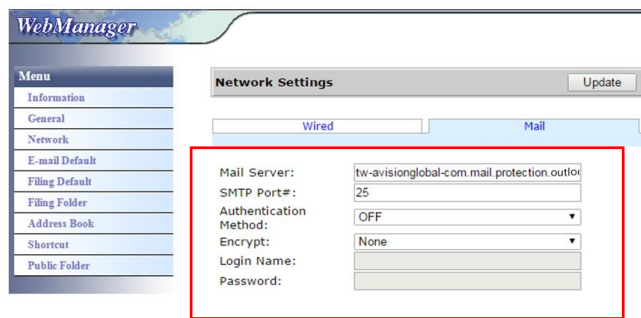 WebManager
Menu
Information
General
Network
E-mail Default
Filing Default
Filing Folder
Address Book
Shortcut
Public Folder
Network Settings
Update
Wired
Mail
Mail Server: tw-avisionglobal-com.mail.protection.outloo
SMTP Port#: 25
Authentication
Method: OFF
Encrypt: None
Login Name:
Password: